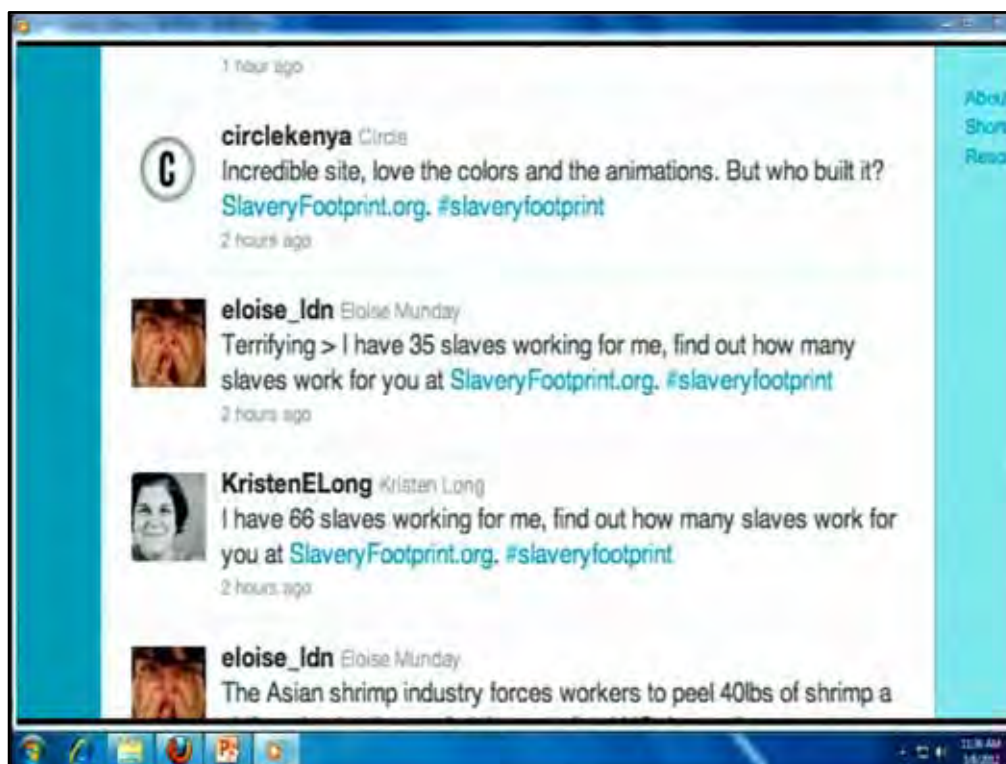 1 hour ago
circlekenya Circle
Incredible site, love the colors and the animations. But who built it?
SlaveryFootprint.org. #slaveryfootprint
2 hours ago
eloise_ldn Eloise Munday
Terrifying > I have 35 slaves working for me, find out how many
slaves work for you at SlaveryFootprint.org. #slaveryfootprint
2 hours ago
KristenELong Kristen Long
I have 66 slaves working for me, find out how many slaves work for
you at SlaveryFootprint.org. #slaveryfootprint
2 hours ago
eloise_ldn Eloise Munday
The Asian shrimp industry forces workers to peel 40lbs of shrimp a
About
C
11:36 AM